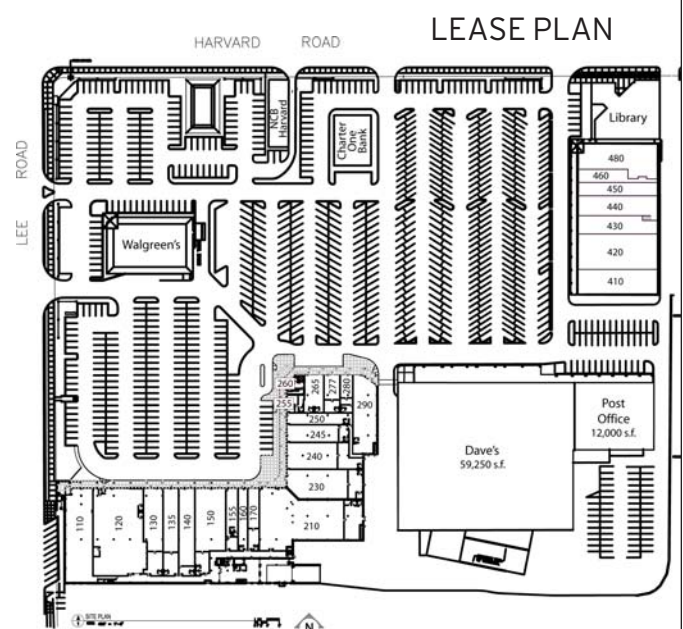 LEASE PLAN
HARVARD ROAD
LEE ROAD
NCB
Harvard
Charter
One
Bank
Library
480
460
450
440
430
420
410
Walgreen's
260
265
277
280
255
290
250
245
240
230
Dave's
59,250 s.f.
Post
Office
12,000 s.f.
110
120
130
135
140
150
155
160
170
210
SITE PLAN
N